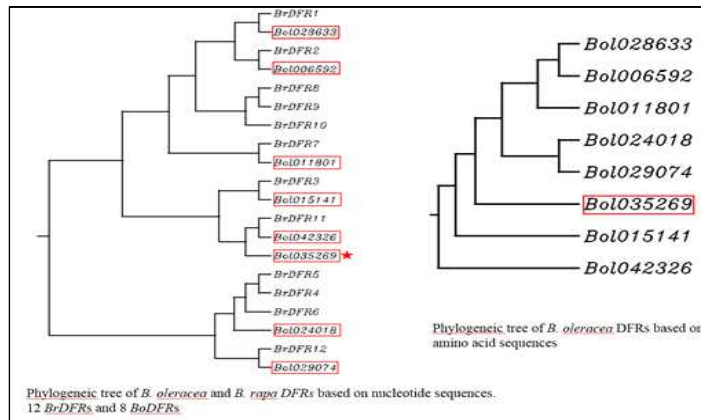 BrDFR1
Bol028633
BrDFR2
Bol006592
BrDFR8
BrDFR9
BrDFR10
BrDFR7
Bol011801
BrDFR3
Bol015141
BrDFR11
Bol042326
Bol035269
BrDFR5
BrDFR4
BrDFR6
Bol024018
BrDFR12
Bol029074
Phylogeneic tree of B. oleracea and B. rapa DFRs based on nucleotide sequences.
12 BrDFRs and 8 BoDFRs
Bol028633
Bol006592
Bol011801
Bol024018
Bol029074
Bol035269
Bol015141
Bol042326
Phylogeneic tree of B. oleracea DFRs based on
amino acid sequences